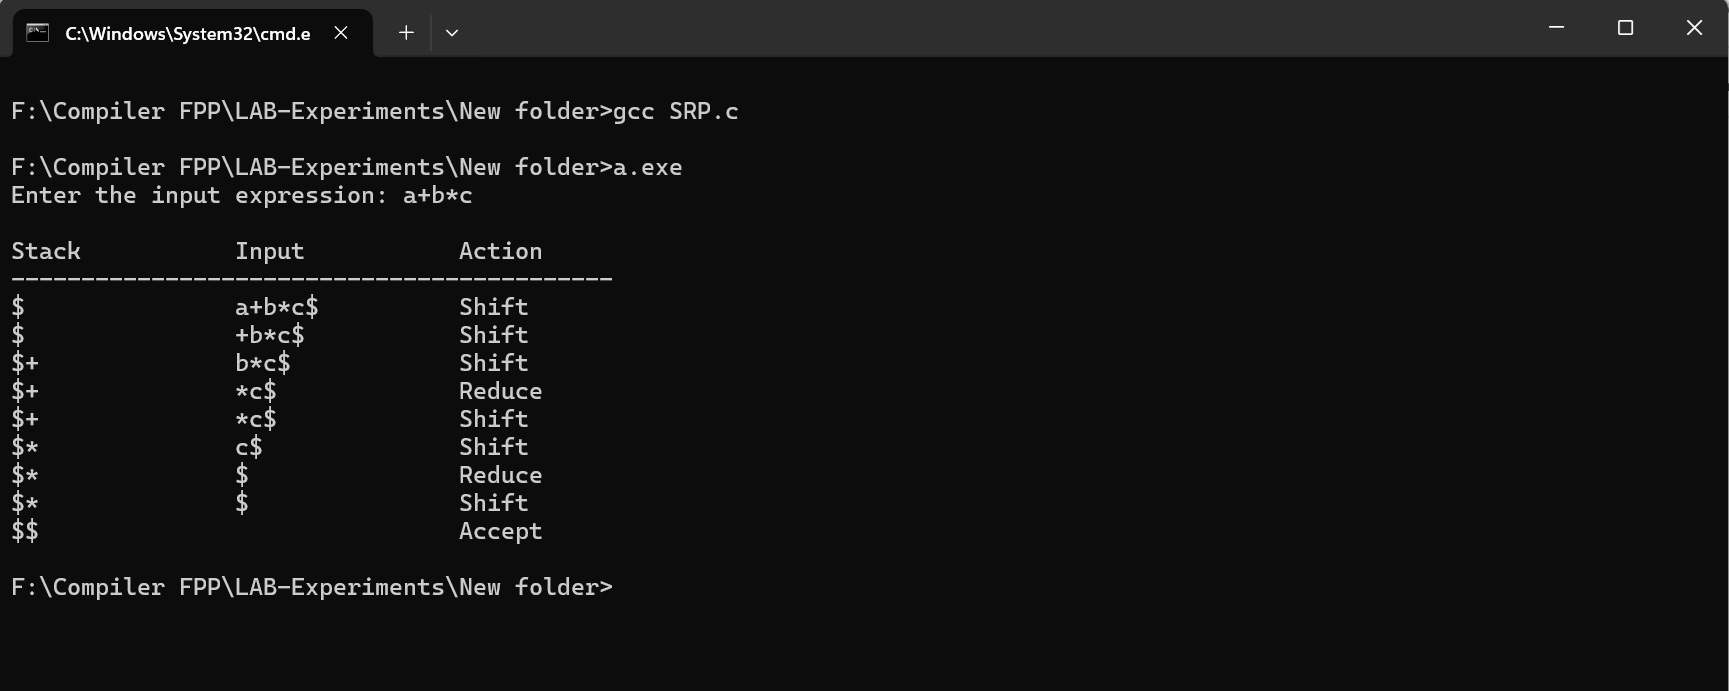 C:\Windows\System32\cmd.e
F:\Compiler FPP\LAB-Experiments\New folder>gcc SRP.c
F:\Compiler FPP\LAB-Experiments\New folder>a.exe
Enter the input expression: a+b*c
Stack Input Action
-------------------------------------------
$ a+b*c$ Shift
$ +b*c$ Shift
$+ b*c$ Shift
$+ *c$ Reduce
$+ *c$ Shift
$* c$ Shift
$* $ Reduce
$* $ Shift
$$ Accept
F:\Compiler FPP\LAB-Experiments\New folder>